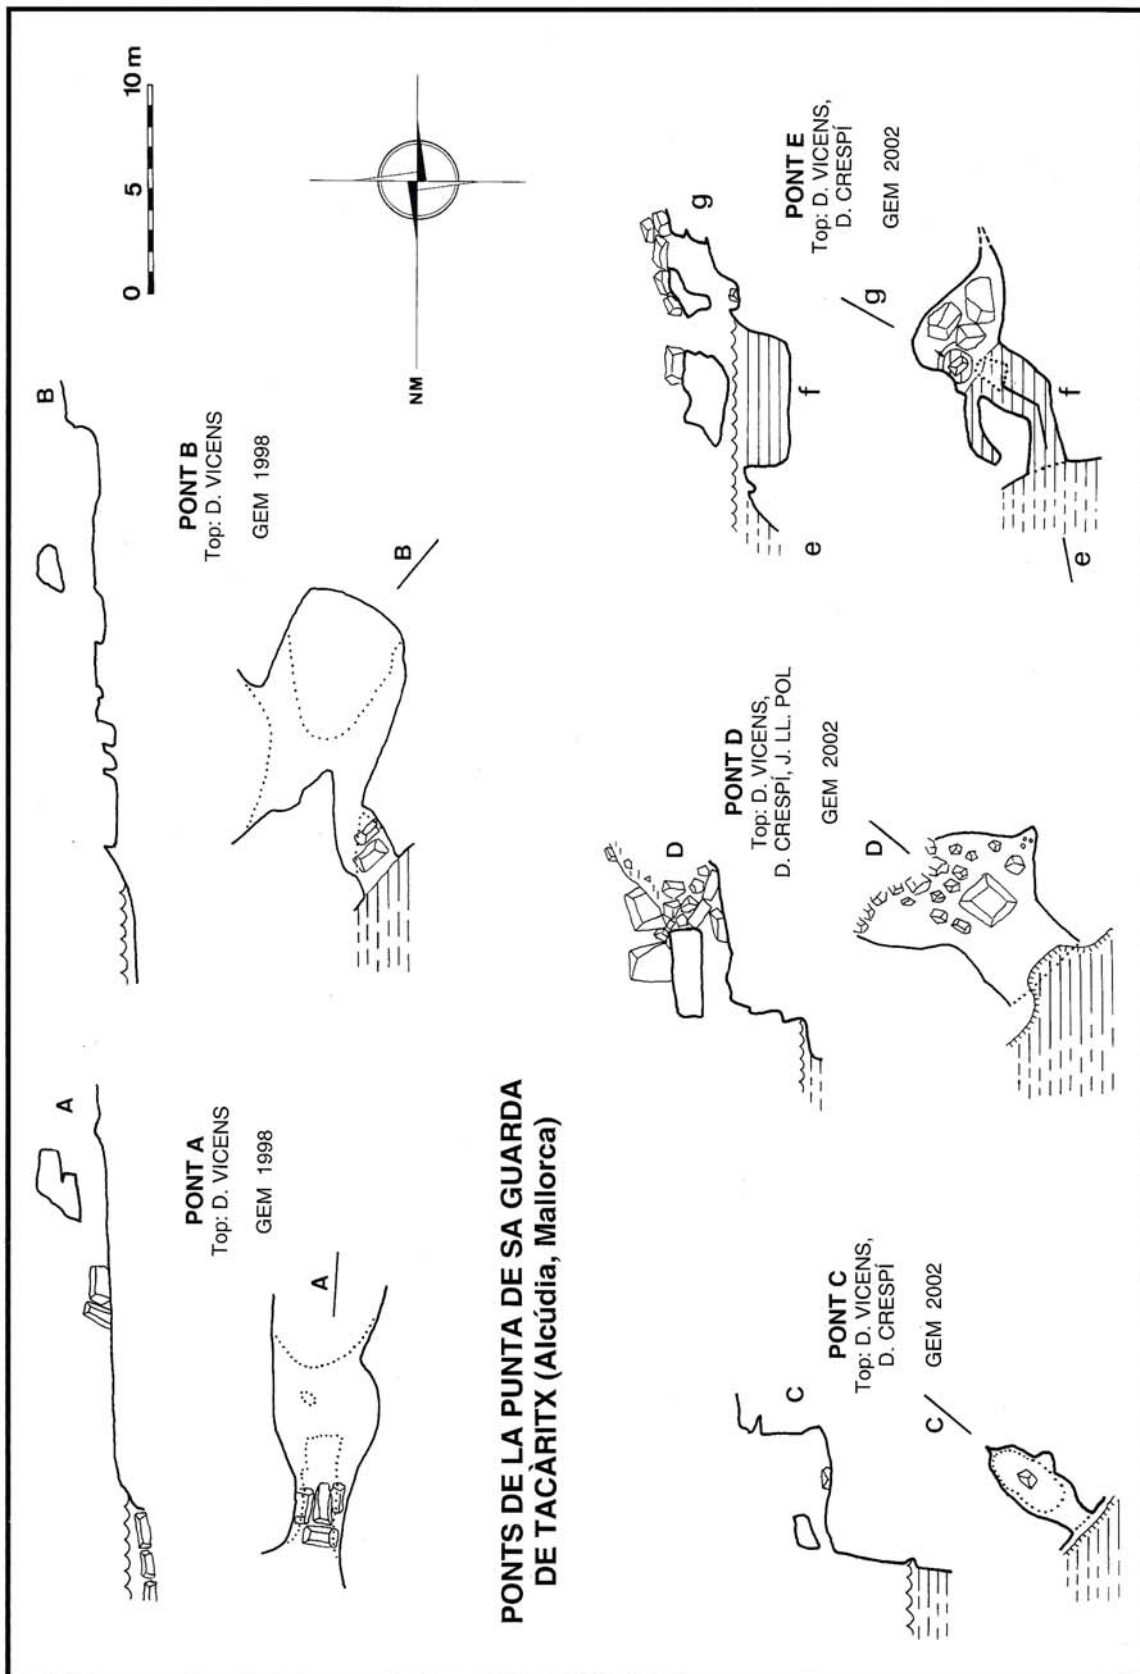 A
PONT A
Top: D. VICENS
GEM 1998
A
B
PONT B
Top: D. VICENS
GEM 1998
B
0 5 10 m
NM
PONTS DE LA PUNTA DE SA GUARDA
DE TACÀRITX (Alcúdia, Mallorca)
C
PONT C
Top: D. VICENS,
D. CRESPÍ
GEM 2002
C
D
PONT D
Top: D. VICENS,
D. CRESPÍ, J. LL. POL
GEM 2002
D
e f g
PONT E
Top: D. VICENS,
D. CRESPÍ
GEM 2002
e f g